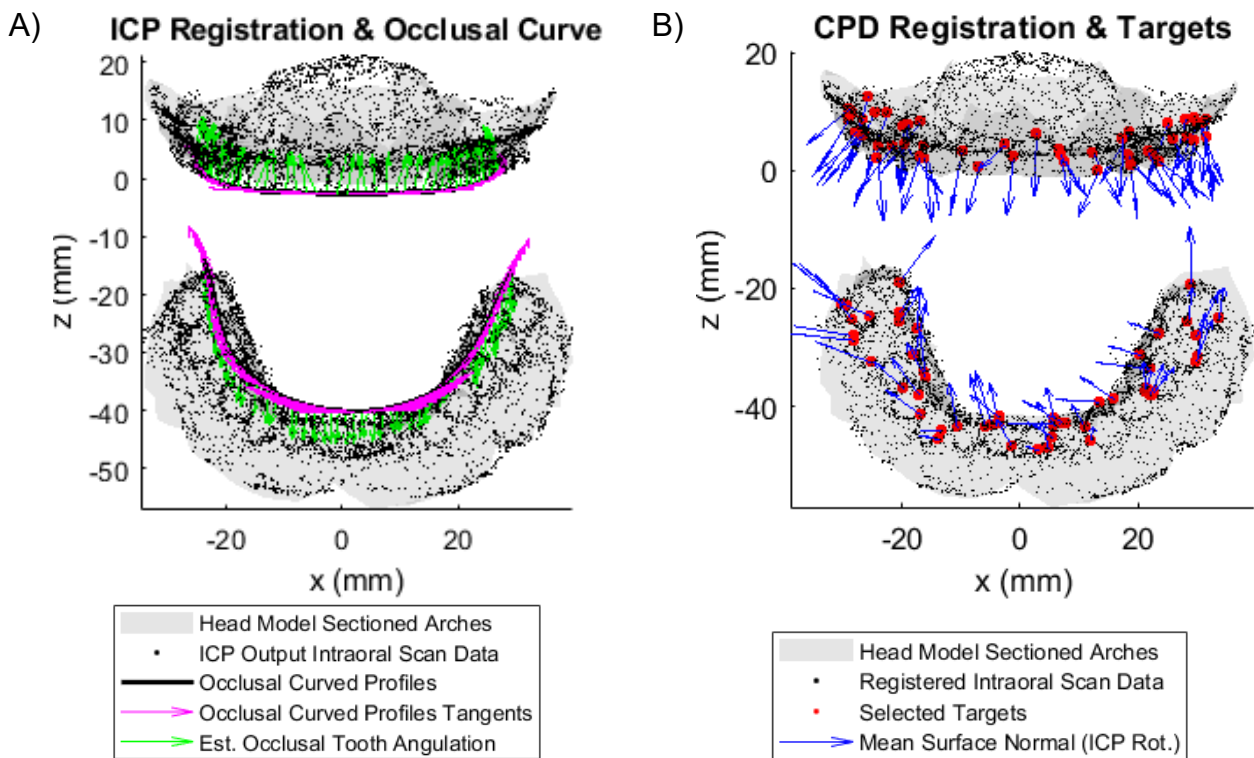 A)
ICP Registration & Occlusal Curve
20
10
0
-10
-20
-30
-40
-50
z (mm)
-20 0 20
x (mm)
Head Model Sectioned Arches
ICP Output Intraoral Scan Data
Occlusal Curved Profiles
Occlusal Curved Profiles Tangents
Est. Occlusal Tooth Angulation
B)
CPD Registration & Targets
20
0
-20
-40
z (mm)
-20 0 20
x (mm)
Head Model Sectioned Arches
Registered Intraoral Scan Data
Selected Targets
Mean Surface Normal (ICP Rot.)